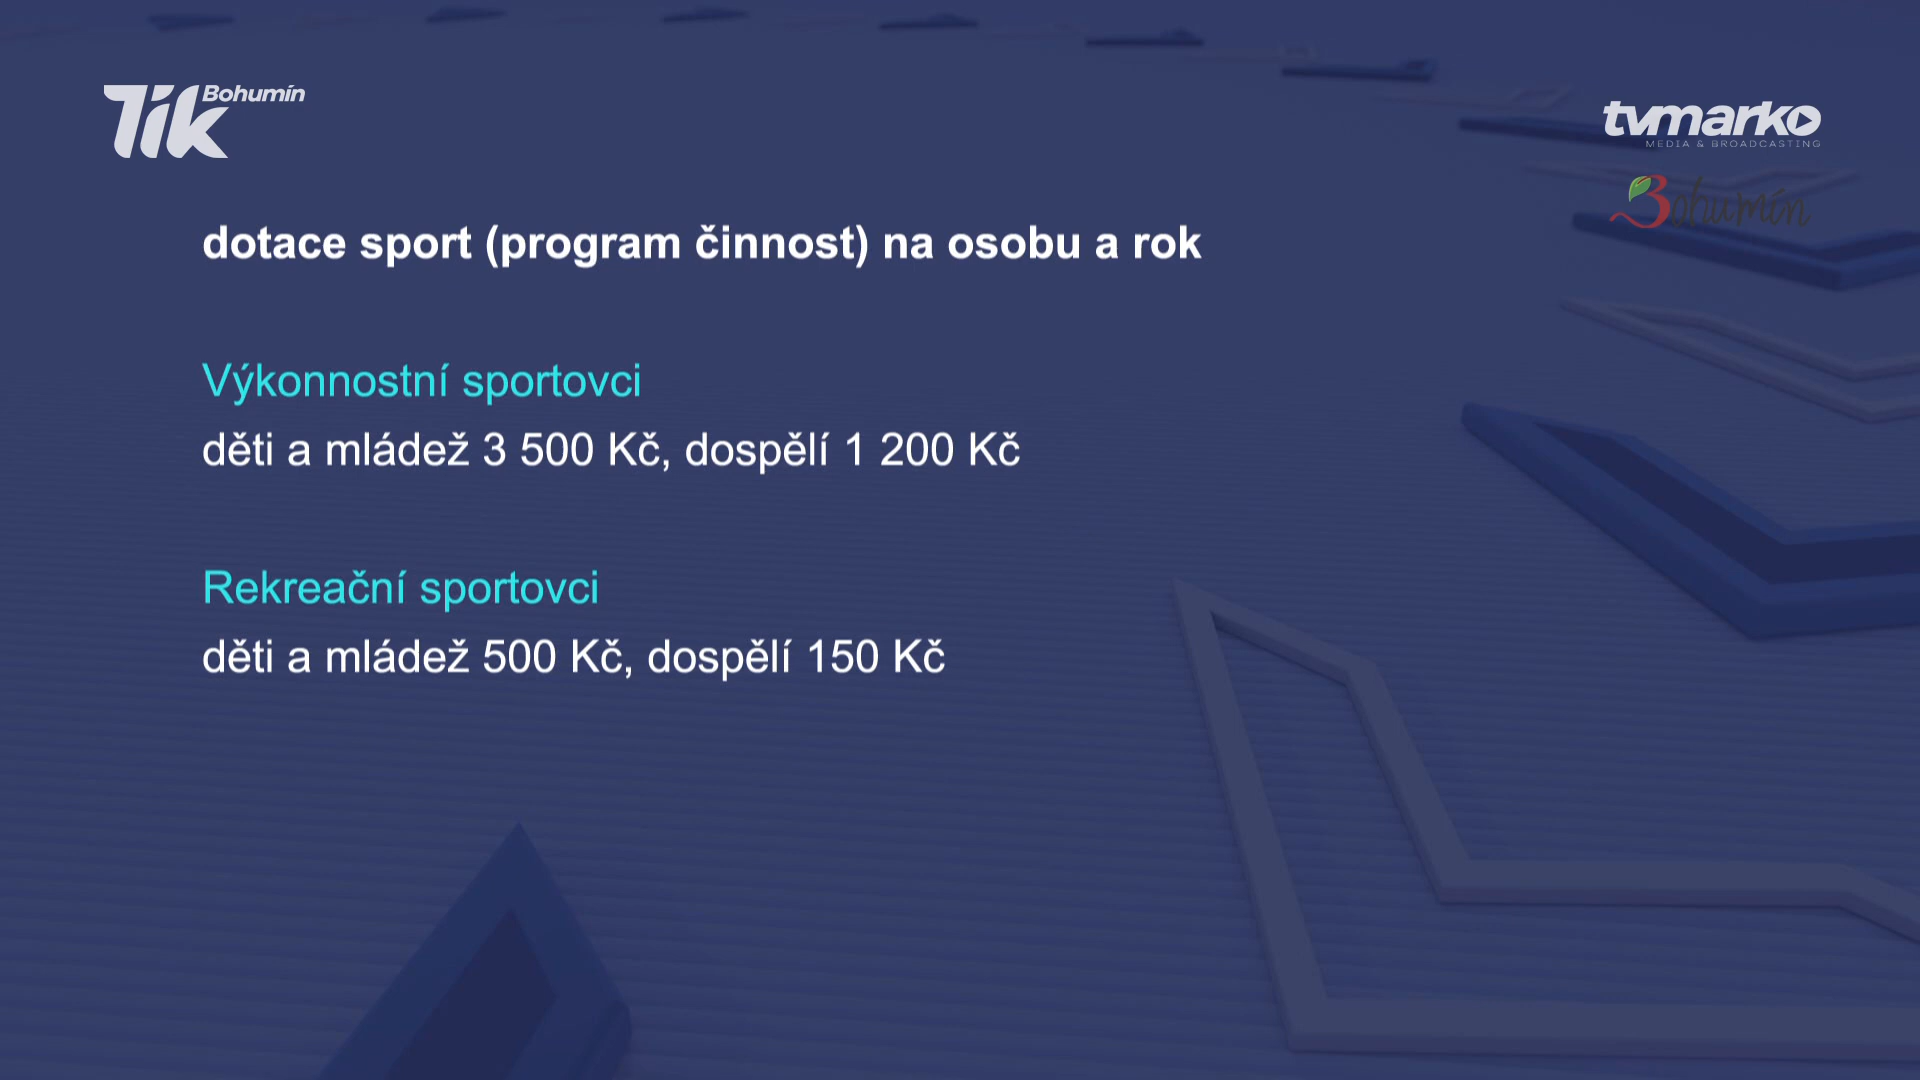 Tik Bohumín
tvmarko
MEDIA & BROADCASTING
Bohumín
dotace sport (program činnost) na osobu a rok
Výkonnostní sportovci
děti a mládež 3 500 Kč, dospělí 1 200 Kč
Rekreační sportovci
děti a mládež 500 Kč, dospělí 150 Kč